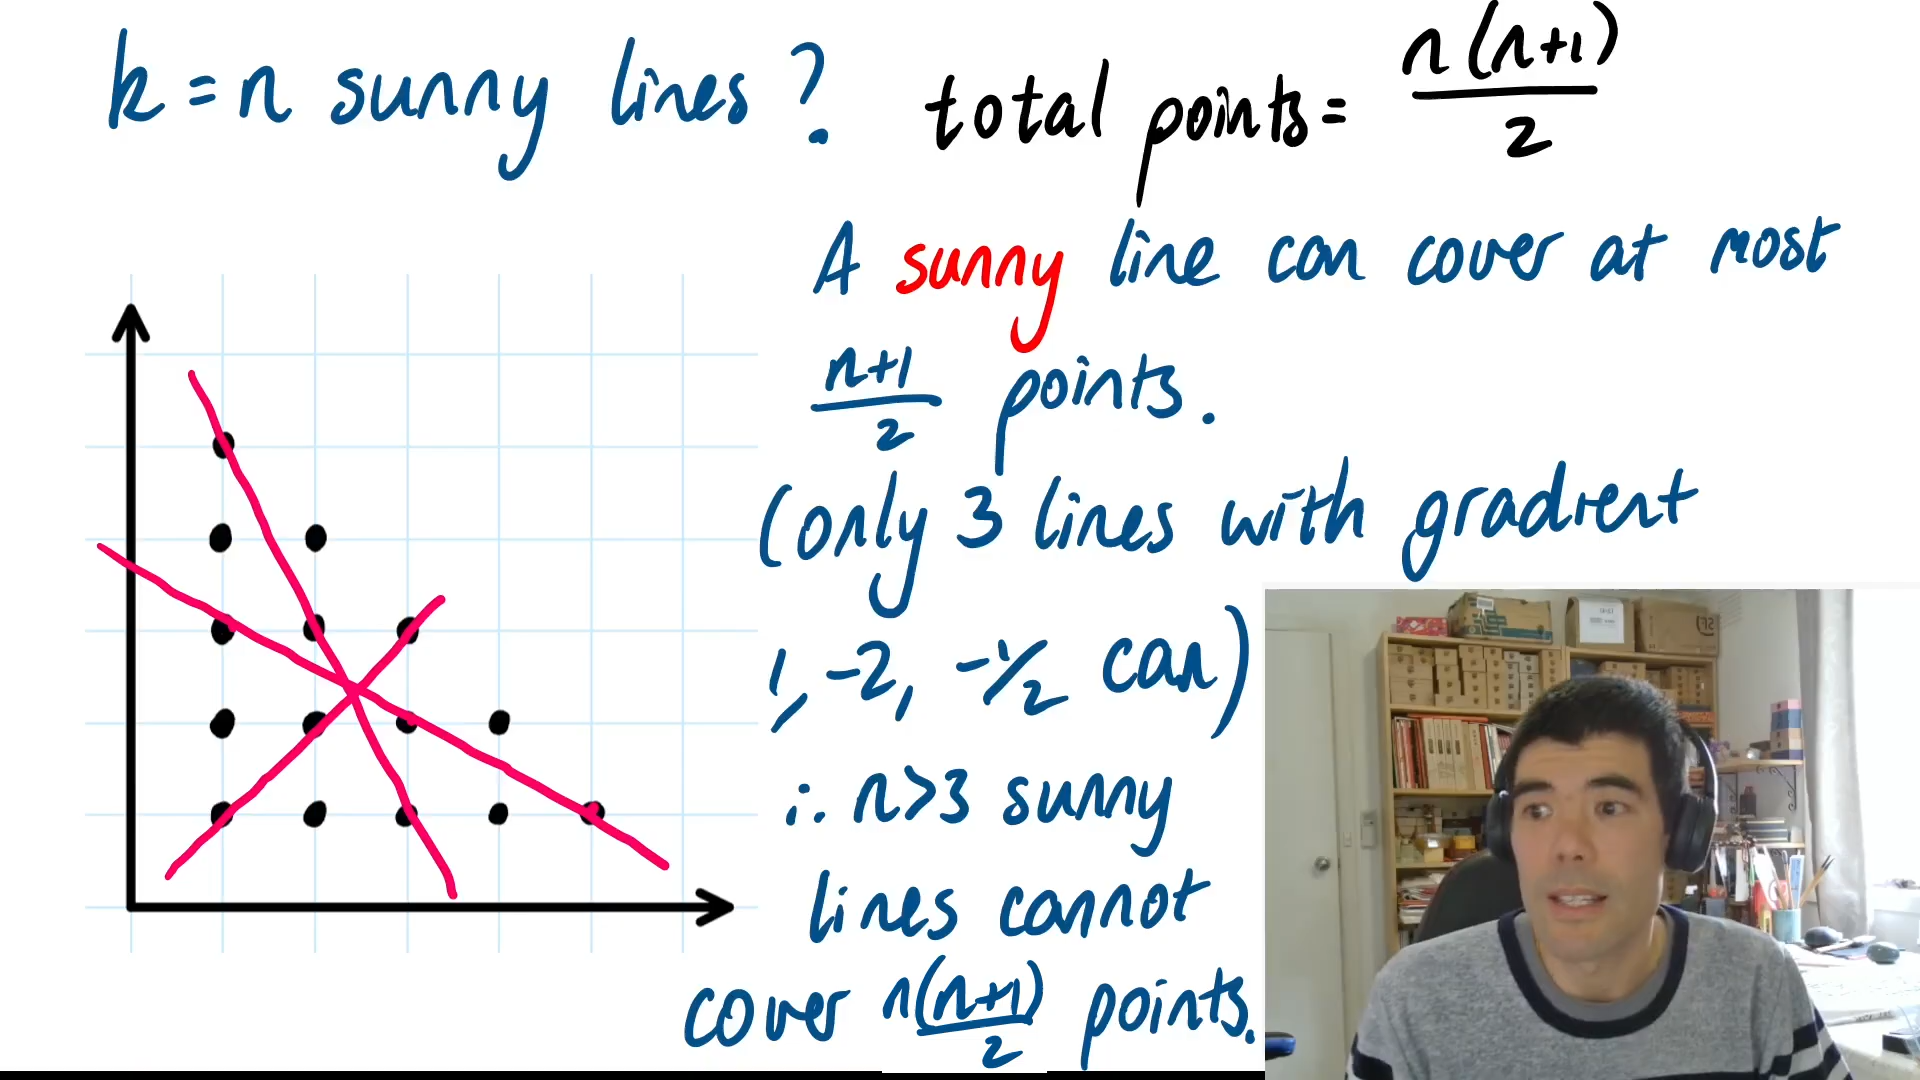 k = n sunny lines ?
total points = n(n+1)/2
A sunny line can cover at most
n+1/2 points.
(only 3 lines with gradient
1, -2, -1/2 can)
∴ n>3 sunny
lines cannot
cover n(n+1)/2 points.